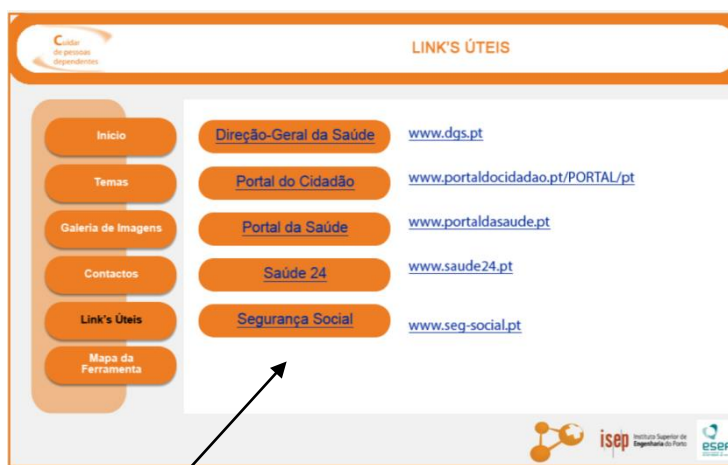 Cuidar
de pessoas
dependentes
LINK'S ÚTEIS
Início
Temas
Galeria de Imagens
Contactos
Link's Úteis
Mapa da
Ferramenta
Direção-Geral da Saúde www.dgs.pt
Portal do Cidadão www.portaldocidadao.pt/PORTAL/pt
Portal da Saúde www.portaldasaude.pt
Saúde 24 www.saude24.pt
Segurança Social www.seg-social.pt
isep Instituto Superior de
Engenharia do Porto